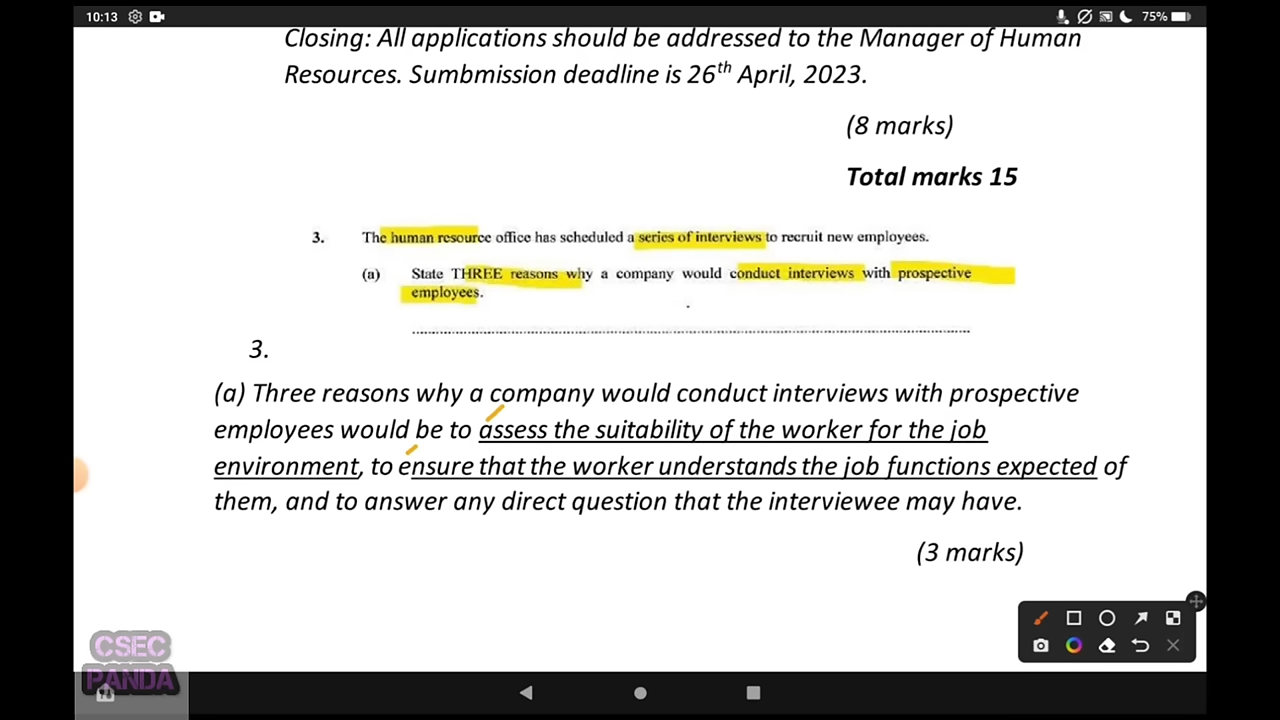 10:13
75%
Closing: All applications should be addressed to the Manager of Human
Resources. Sumbmission deadline is 26th April, 2023.
(8 marks)
Total marks 15
3. The human resource office has scheduled a series of interviews to recruit new employees.
(a) State THREE reasons why a company would conduct interviews with prospective
employees.
3.
(a) Three reasons why a company would conduct interviews with prospective
employees would be to assess the suitability of the worker for the job
environment, to ensure that the worker understands the job functions expected of
them, and to answer any direct question that the interviewee may have.
(3 marks)
CSEC
PANDA